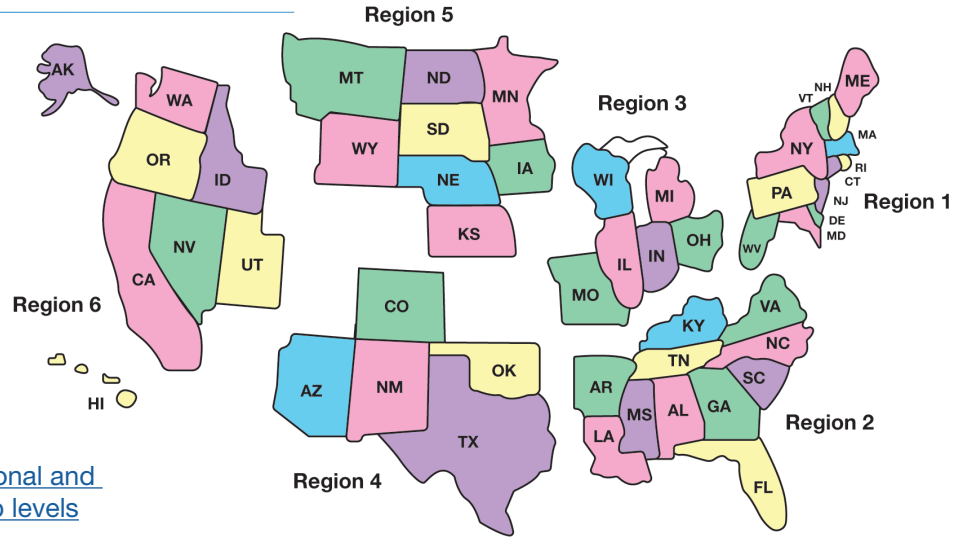 Region 5
AK
WA
OR
ID
NV
CA
UT
Region 6
HI
MT
ND
MN
SD
WY
NE
IA
KS
Region 3
WI
MI
OH
IN
IL
MO
ME
NH
VT
NY
MA
RI
CT
PA
NJ
DE
MD
WV
Region 1
CO
AZ
NM
OK
TX
Region 4
KY
VA
TN
NC
SC
AR
MS
AL
GA
LA
FL
Region 2
onal and
levels